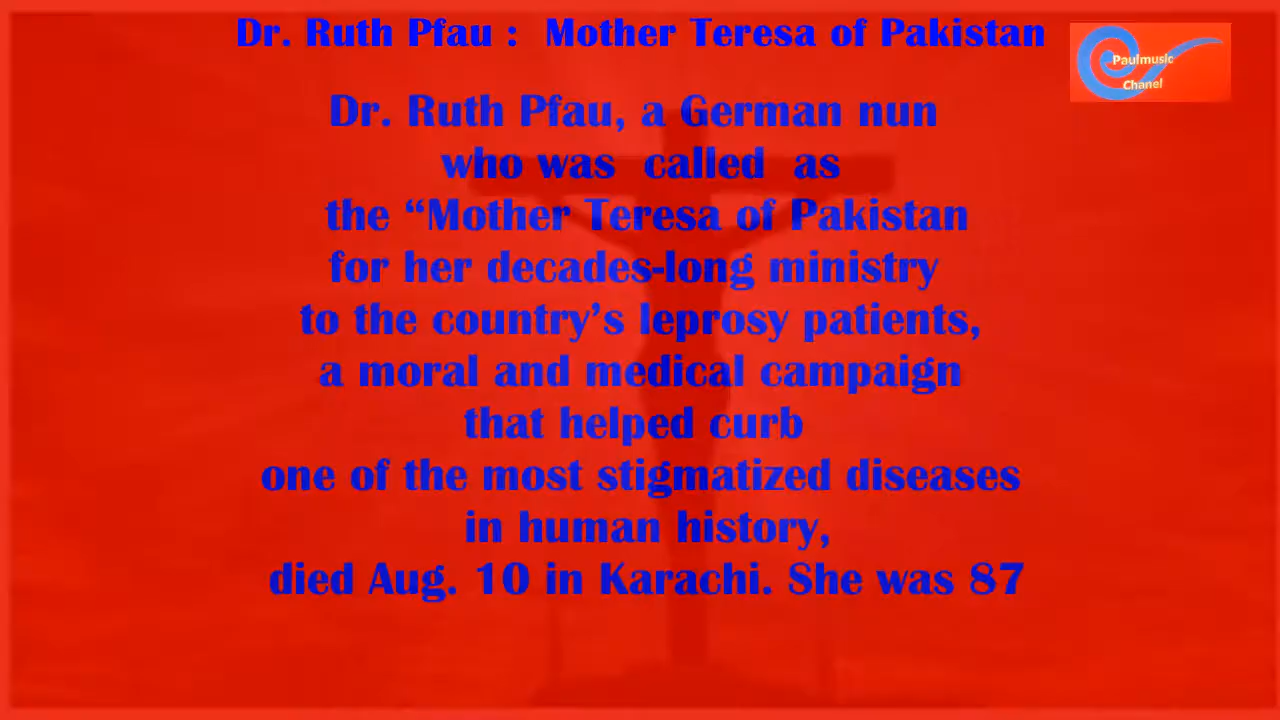 Dr. Ruth Pfau :  Mother Teresa of Pakistan
Paulmusic
Chanel
Dr. Ruth Pfau, a German nun
who was  called  as
the “Mother Teresa of Pakistan
for her decades-long ministry
to the country’s leprosy patients,
a moral and medical campaign
that helped curb
one of the most stigmatized diseases
in human history,
died Aug. 10 in Karachi. She was 87